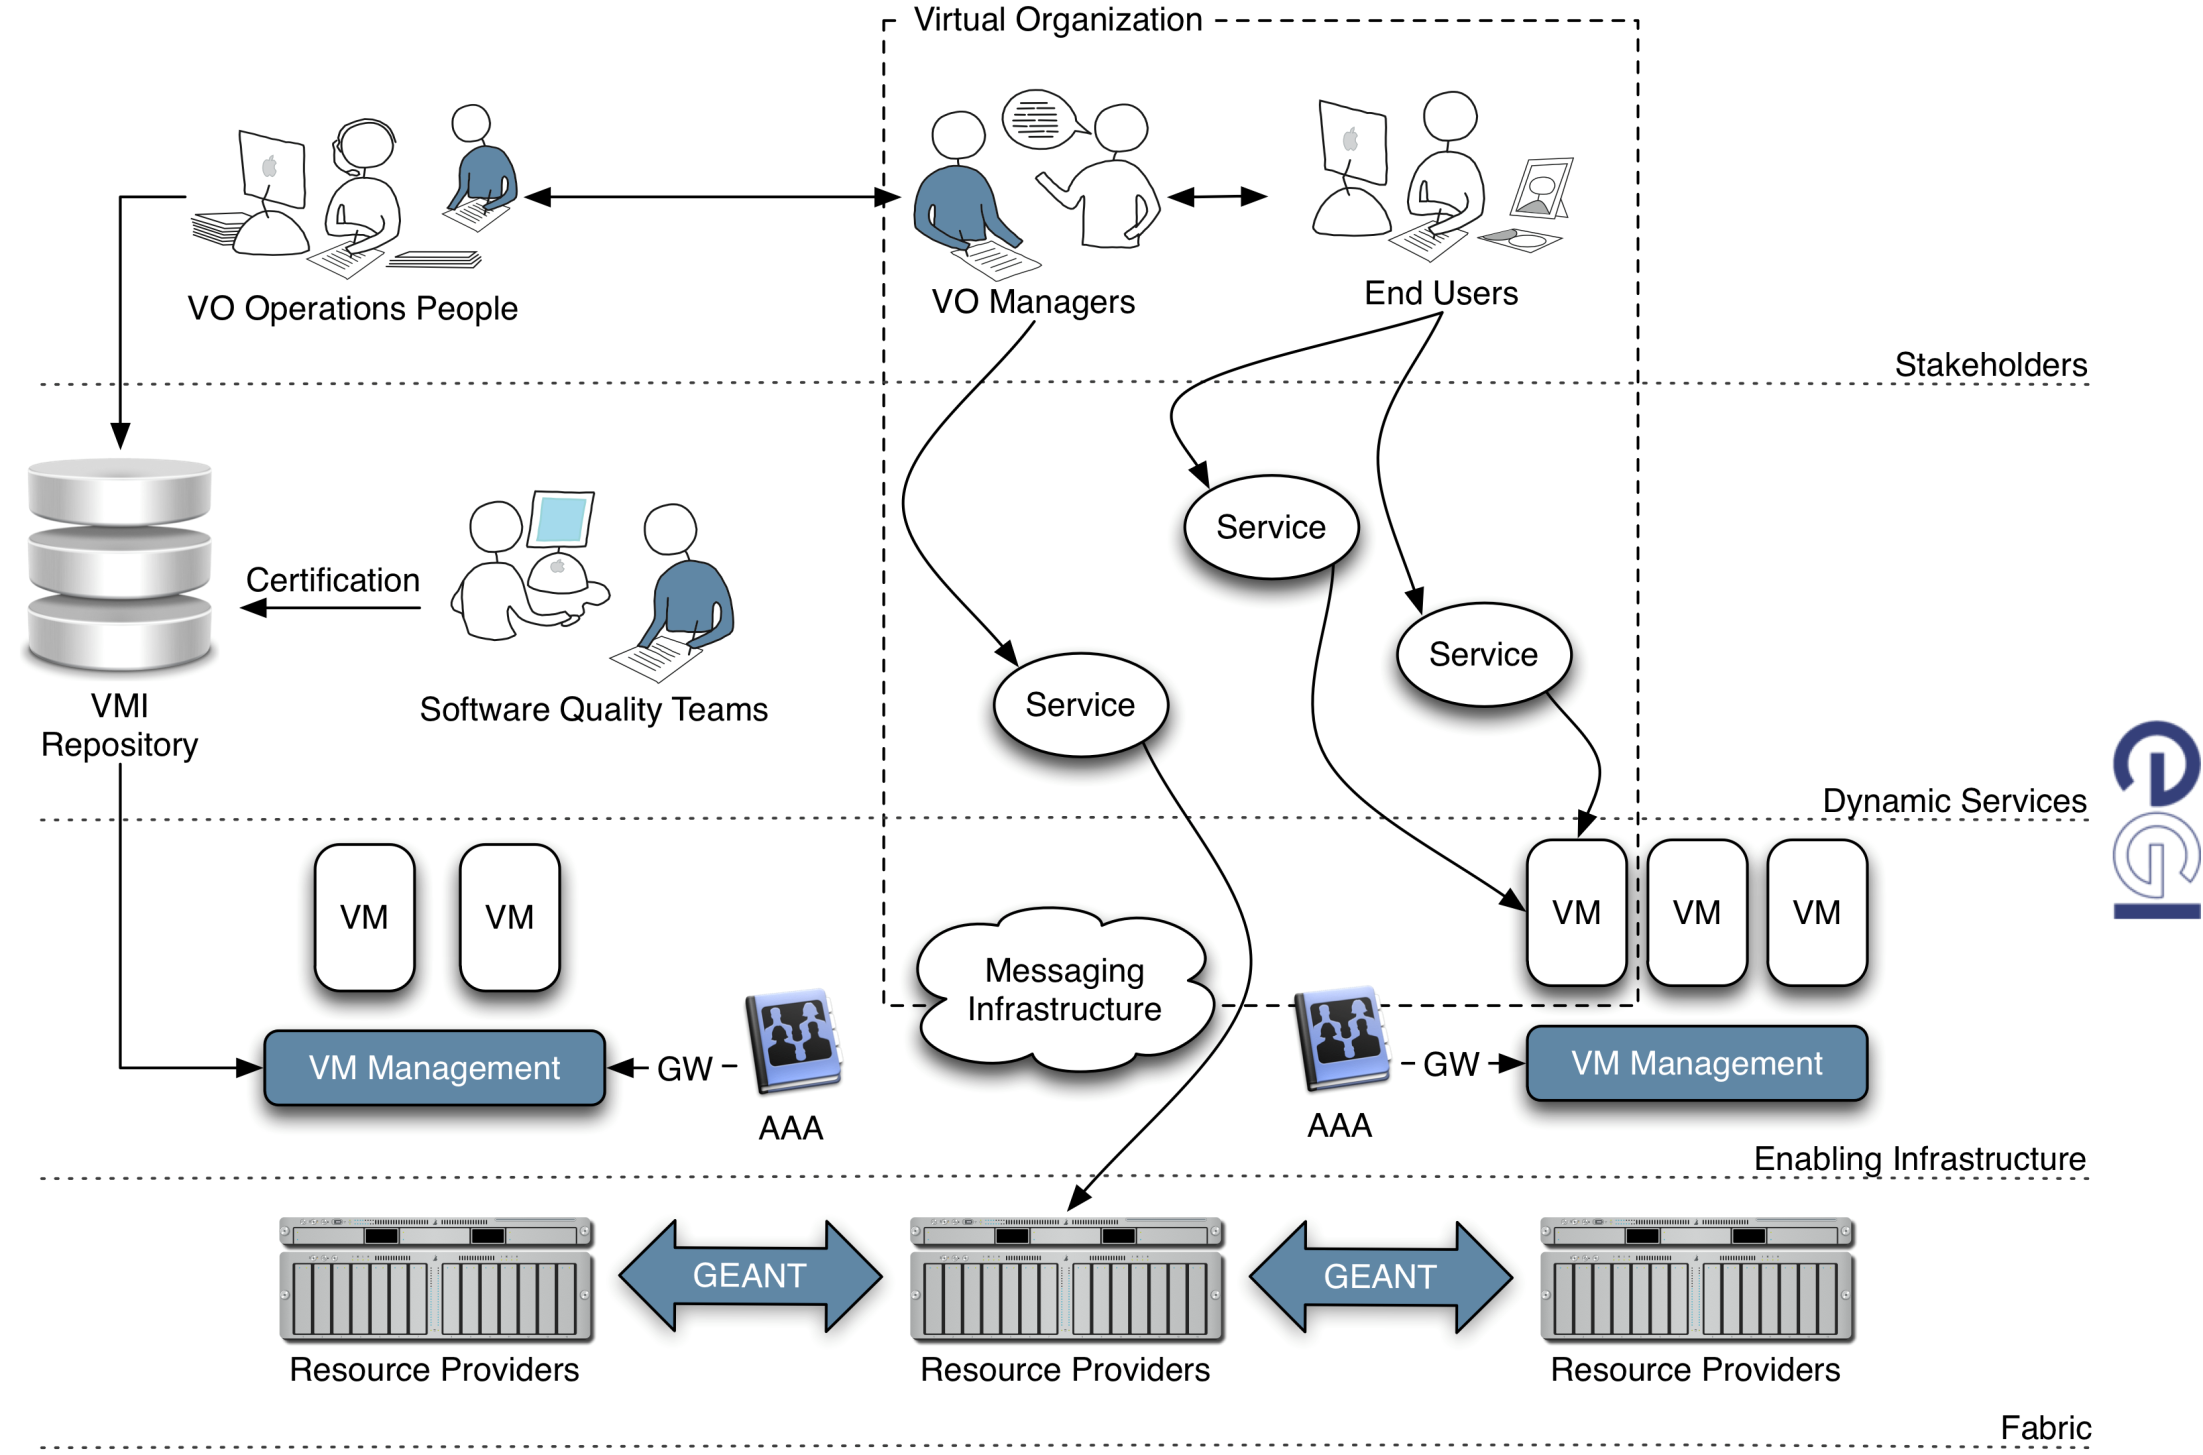 Virtual Organization
VO Operations People
VO Managers
End Users
Stakeholders
Service
Certification
Service
Service
VMI
Repository
Software Quality Teams
Dynamic Services
eGI
VM
VM
VM
VM
VM
Messaging
Infrastructure
VM Management
GW
AAA
AAA
GW
VM Management
Enabling Infrastructure
GEANT
GEANT
Resource Providers
Resource Providers
Resource Providers
Fabric